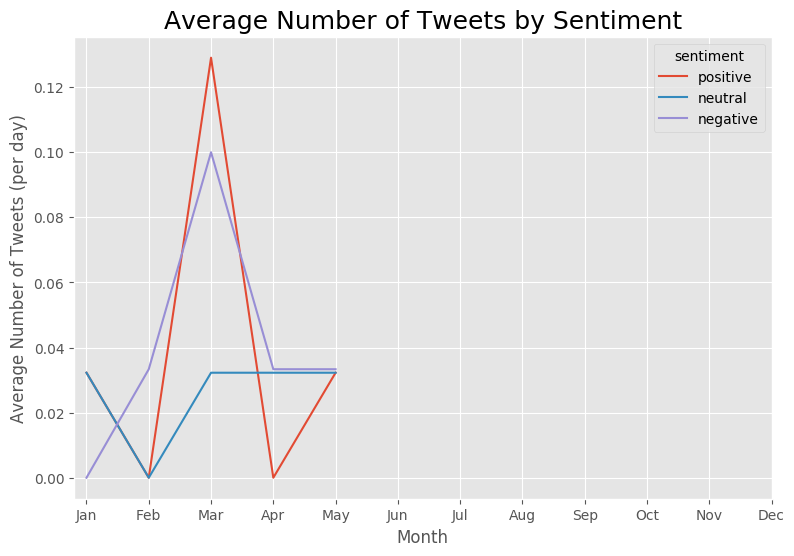 Average Number of Tweets by Sentiment
sentiment
positive
neutral
negative
Average Number of Tweets (per day)
0.12
0.10
0.08
0.06
0.04
0.02
0.00
Jan Feb Mar Apr May Jun Jul Aug Sep Oct Nov Dec
Month